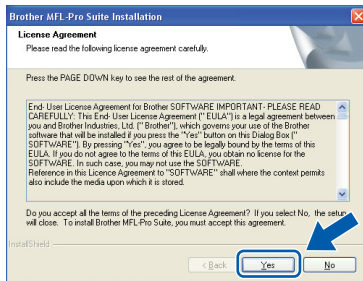 Brother MFL-Pro Suite Installation
License Agreement
Please read the following license agreement carefully.
Press the PAGE DOWN key to see the rest of the agreement.
End- User License Agreement for Brother SOFTWARE IMPORTANT- PLEASE READ
CAREFULLY: This End- User License Agreement (" EULA") is a legal agreement between
you and Brother Industries, Ltd. (" Brother"), which governs your use of the Brother
software that will be installed if you press the "Yes" button on this Dialog Box ("
SOFTWARE"). By pressing "Yes", you agree to be legally bound by the terms of this
EULA. If you do not agree to the terms of this EULA, you obtain no license for the
SOFTWARE. In such case, you may not use the SOFTWARE.
Reference in this Licence Agreement to "SOFTWARE" shall where the context permits
also include the media upon which it is stored.
Do you accept all the terms of the preceding License Agreement? If you select No, the setup
will close. To install Brother MFL-Pro Suite, you must accept this agreement.
InstallShield
< Back Yes No